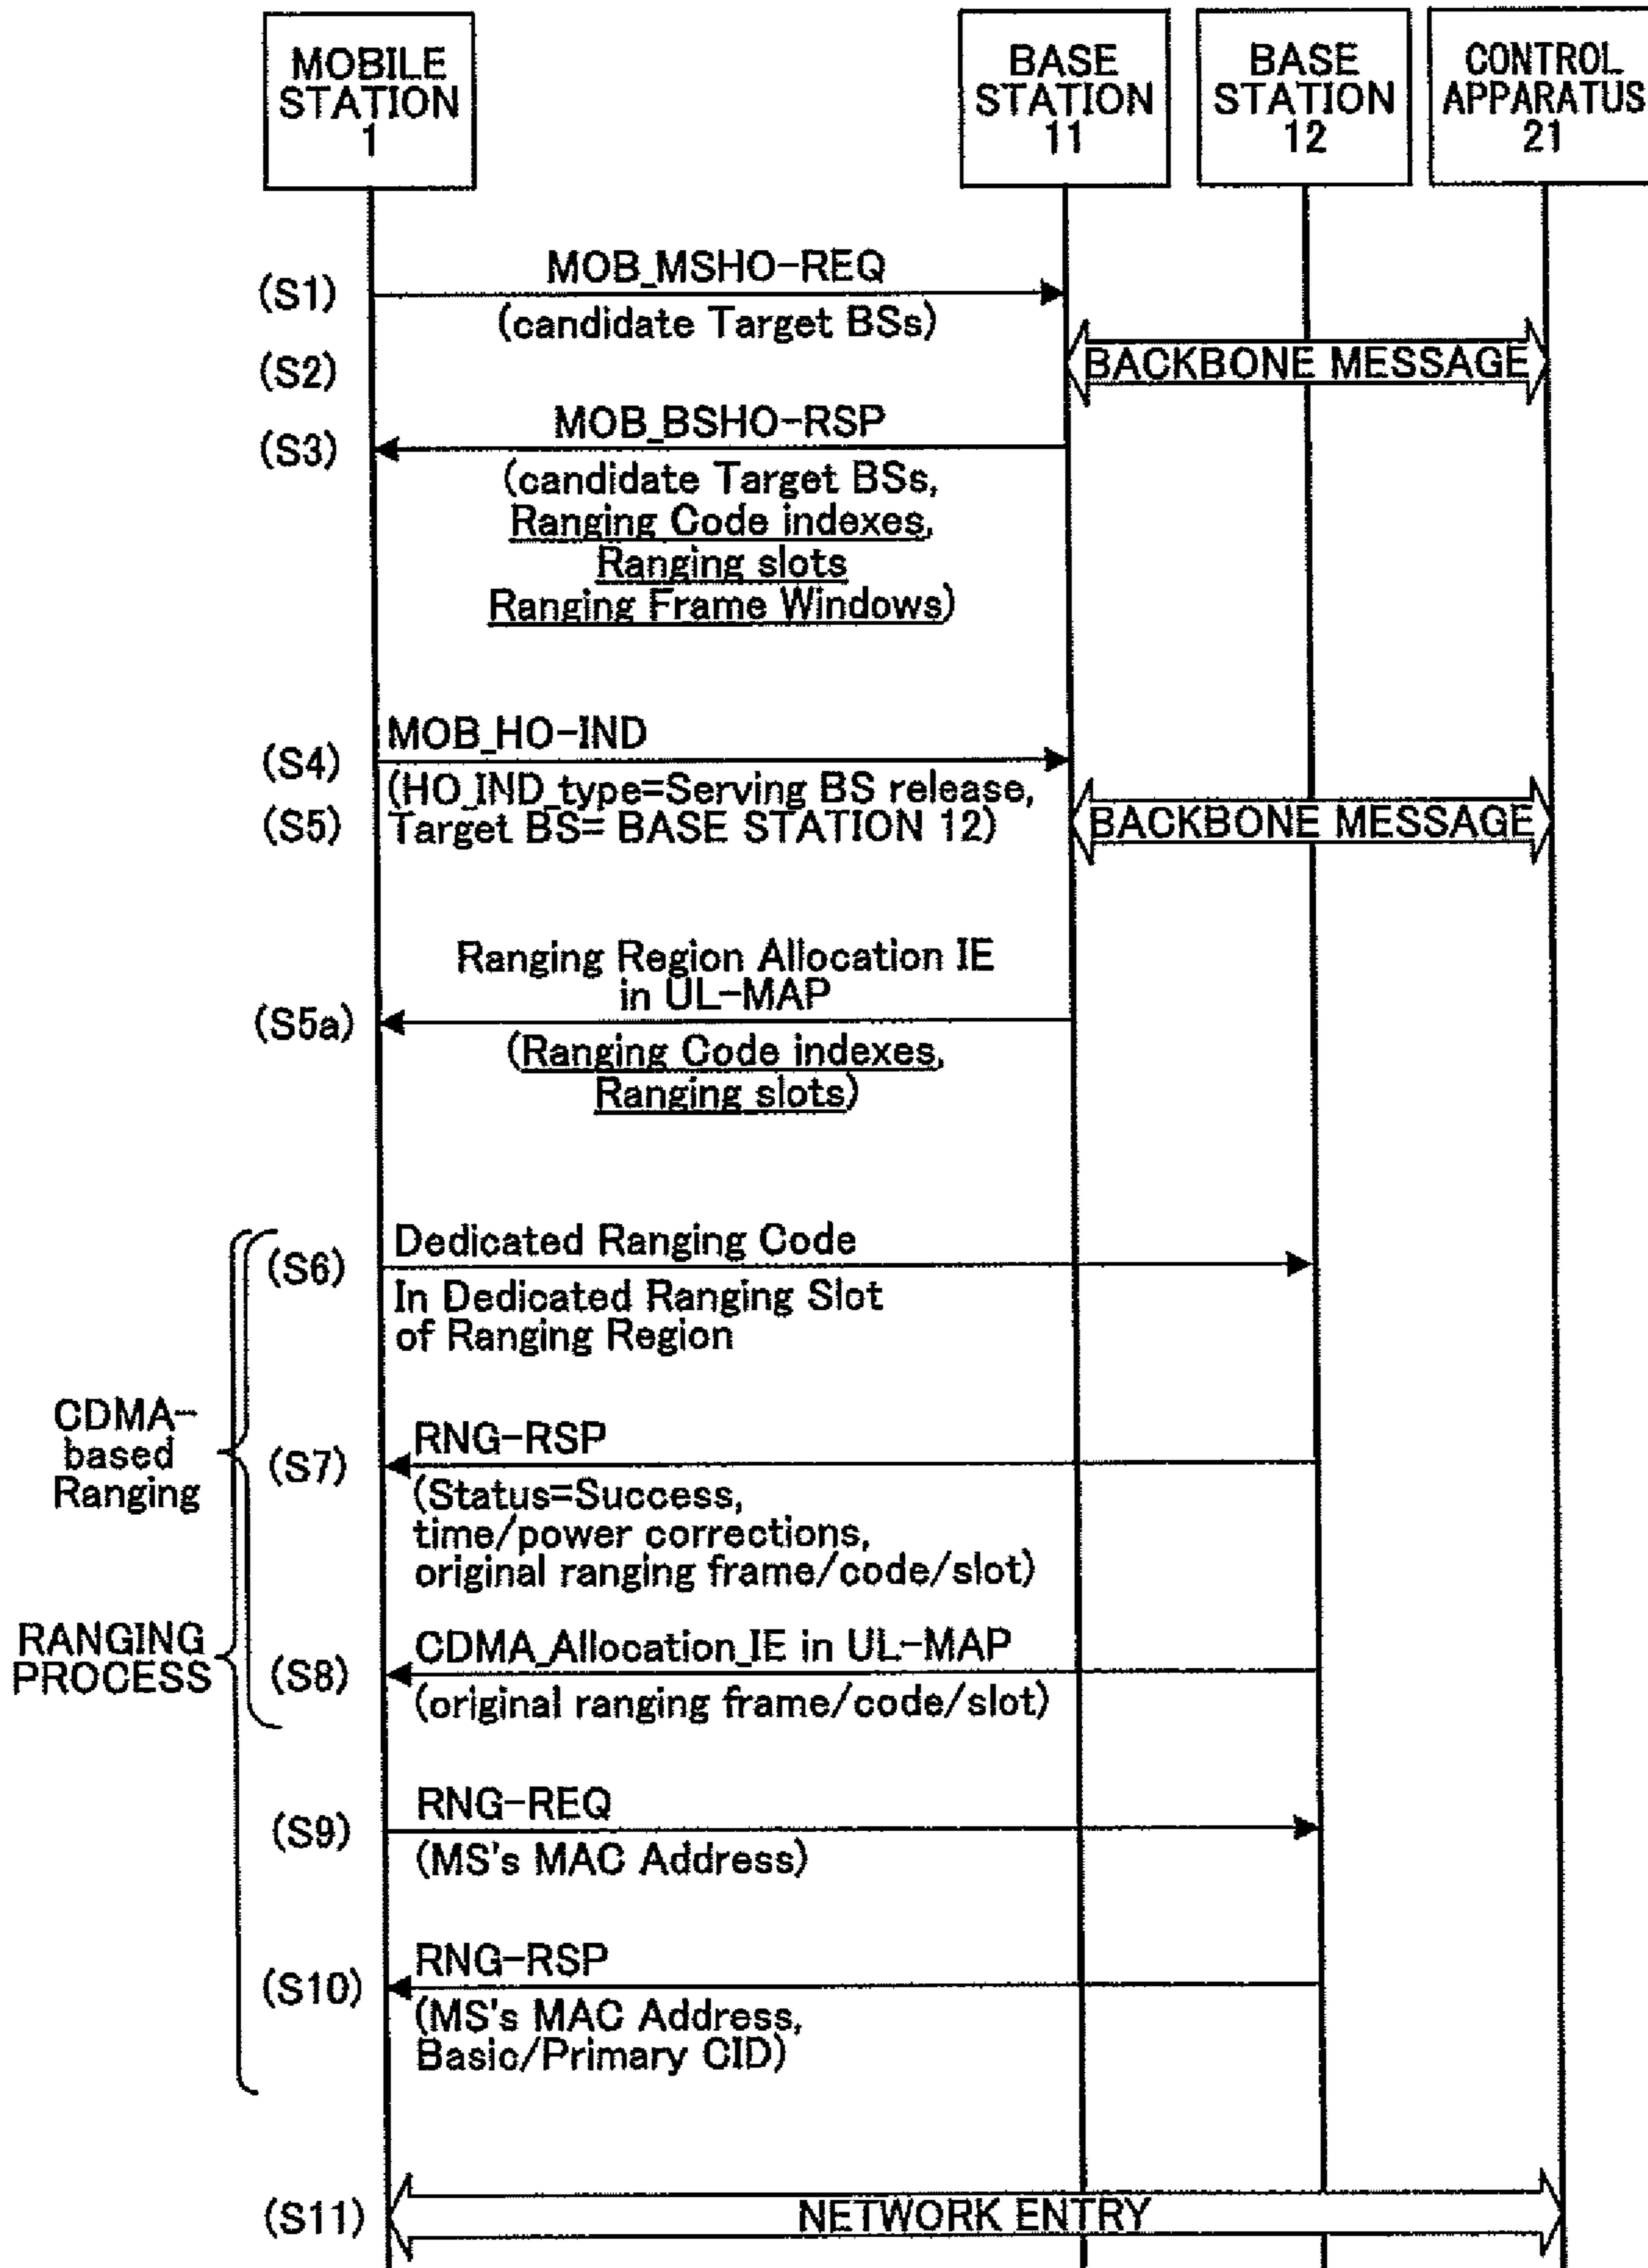 MOBILE
STATION
1
BASE
STATION
11
BASE
STATION
12
CONTROL
APPARATUS
21
(S1)
MOB_MSHO-REQ
(candidate Target BSs)
(S2)
BACKBONE MESSAGE
(S3)
MOB_BSHO-RSP
(candidate Target BSs,
Ranging Code indexes,
Ranging slots
Ranging Frame Windows)
(S4)
MOB_HO-IND
(HO_IND_type=Serving BS release,
Target BS= BASE STATION 12)
(S5)
BACKBONE MESSAGE
(S5a)
Ranging Region Allocation IE
in UL-MAP
(Ranging Code indexes,
Ranging slots)
(S6)
Dedicated Ranging Code
In Dedicated Ranging Slot
of Ranging Region
CDMA-
based
Ranging
(S7)
RNG-RSP
(Status=Success,
time/power corrections,
original ranging frame/code/slot)
RANGING
PROCESS
(S8)
CDMA_Allocation_IE in UL-MAP
(original ranging frame/code/slot)
(S9)
RNG-REQ
(MS's MAC Address)
(S10)
RNG-RSP
(MS's MAC Address,
Basic/Primary CID)
(S11)
NETWORK ENTRY